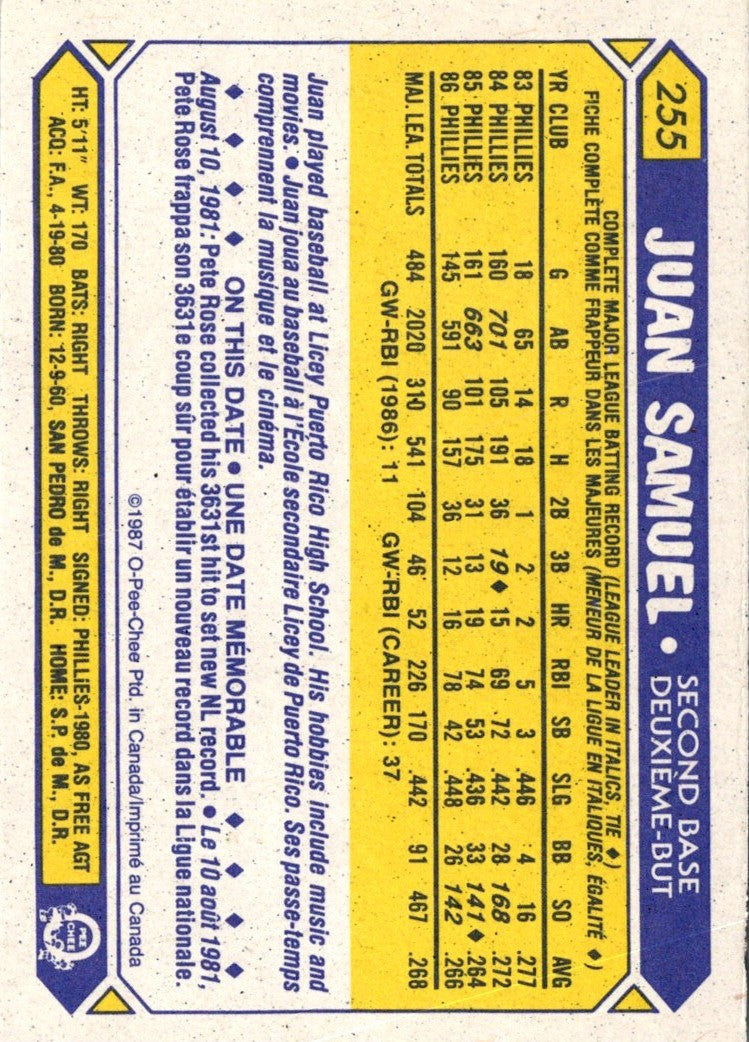 255
JUAN SAMUEL • SECOND BASE
DEUXIÈME-BUT
COMPLETE MAJOR LEAGUE BATTING RECORD (LEAGUE LEADER IN ITALICS, TIE ♦)
FICHE COMPLÈTE COMME FRAPPEUR DANS LES MAJEURES (MENEUR DE LA LIGUE EN ITALIQUES, ÉGALITÉ ♦)
YR CLUB G AB R H 2B 3B HR RBI SB SLG BB SO AVG
83 PHILLIES 18 65 14 18 1 2 2 5 3 .446 4 16 .277
84 PHILLIES 160 701 105 191 36 19♦ 15 69 72 .442 28 168 .272
85 PHILLIES 161 663 101 175 31 13 19 74 53 .436 33 141♦ .264
86 PHILLIES 145 591 90 157 36 12 16 78 42 .448 26 142 .266
MAJ. LEA. TOTALS 484 2020 310 541 104 46 52 226 170 .442 91 467 .268
GW-RBI (1986): 11 GW-RBI (CAREER): 37
Juan played baseball at Licey Puerto Rico High School. His hobbies include music and
movies. • Juan joua au baseball à l'École secondaire Licey de Puerto Rico. Ses passe-temps
comprennent la musique et le cinéma.
♦ ♦ ♦ ♦ ON THIS DATE • UNE DATE MÉMORABLE ♦ ♦ ♦ ♦
August 10, 1981: Pete Rose collected his 3631st hit to set new NL record. • Le 10 août 1981,
Pete Rose frappa son 3631e coup sûr pour établir un nouveau record dans la Ligue nationale.
©1987 O-Pee-Chee Ptd. in Canada/Imprimé au Canada
HT: 5'11" WT: 170 BATS: RIGHT THROWS: RIGHT SIGNED: PHILLIES-1980, AS FREE AGT
ACQ: F.A., 4-19-80 BORN: 12-9-60, SAN PEDRO de M., D.R. HOME: S.P. de M., D.R.
O PEE CHEE